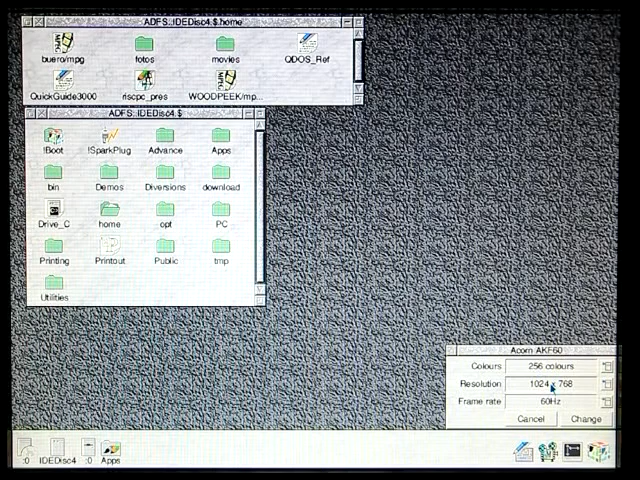 ADFS::IDEDisc4.$.home
buero/mpg fotos movies QDOS_Ref
QuickGuide3000 riscpc_pres WOODPEEK/mp...
ADFS::IDEDisc4.$
!Boot !SparkPlug Advance Apps
bin Demos Diversions download
Drive_C home opt PC
Printing Printout Public tmp
Utilities
Acorn AKF60
Colours 256 colours
Resolution 1024 x 768
Frame rate 60Hz
Cancel Change
:0 IDEDisc4 :0 Apps